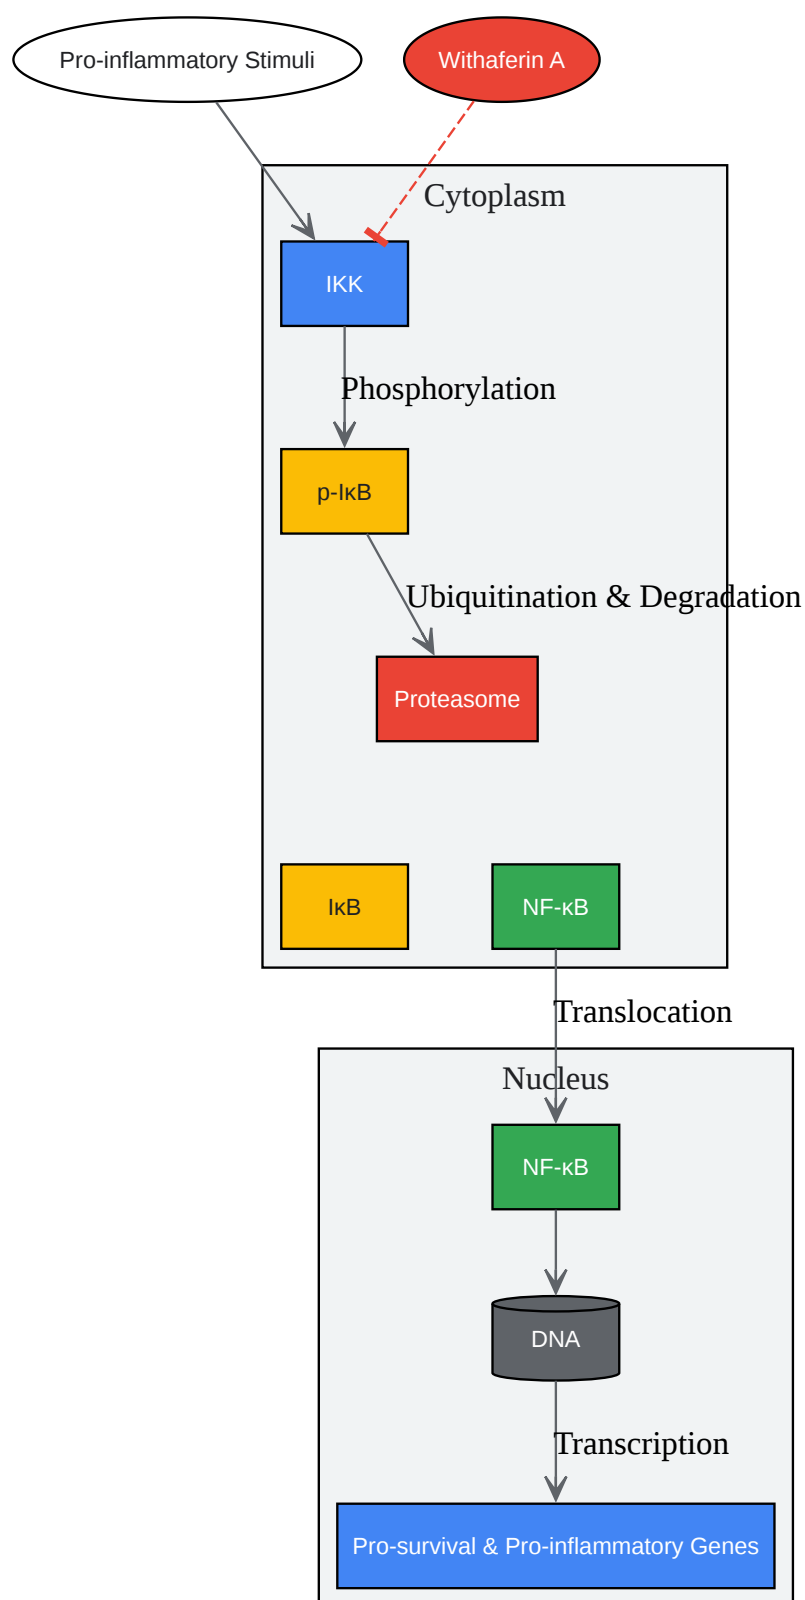 Pro-inflammatory Stimuli
Withaferin A
Cytoplasm
IKK
Phosphorylation
p-IκB
Ubiquitination & Degradation
Proteasome
IκB
NF-κB
Translocation
Nucleus
NF-κB
DNA
Transcription
Pro-survival & Pro-inflammatory Genes